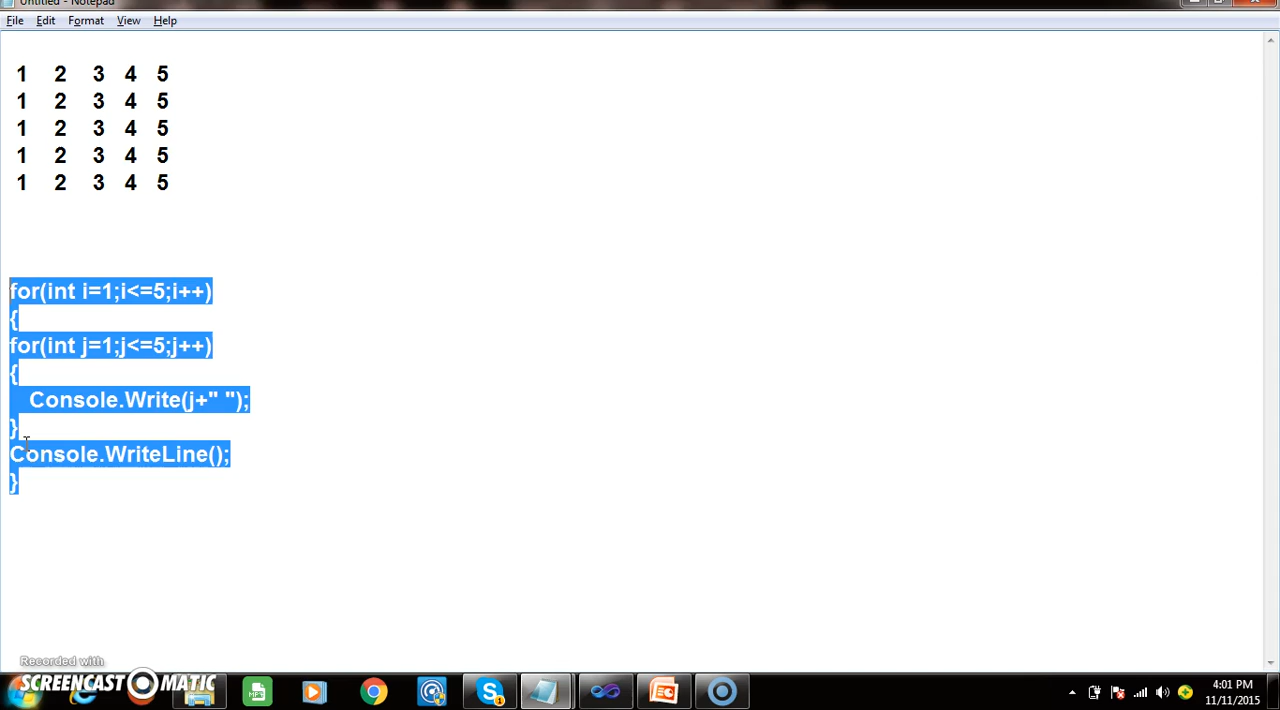 Untitled - Notepad
File Edit Format View Help
1 2 3 4 5
1 2 3 4 5
1 2 3 4 5
1 2 3 4 5
1 2 3 4 5
for(int i=1;i<=5;i++)
{
for(int j=1;j<=5;j++)
{
Console.Write(j+" ");
}
Console.WriteLine();
}
Recorded with
SCREENCAST MATIC
MP3
1
4:01 PM
11/11/2015